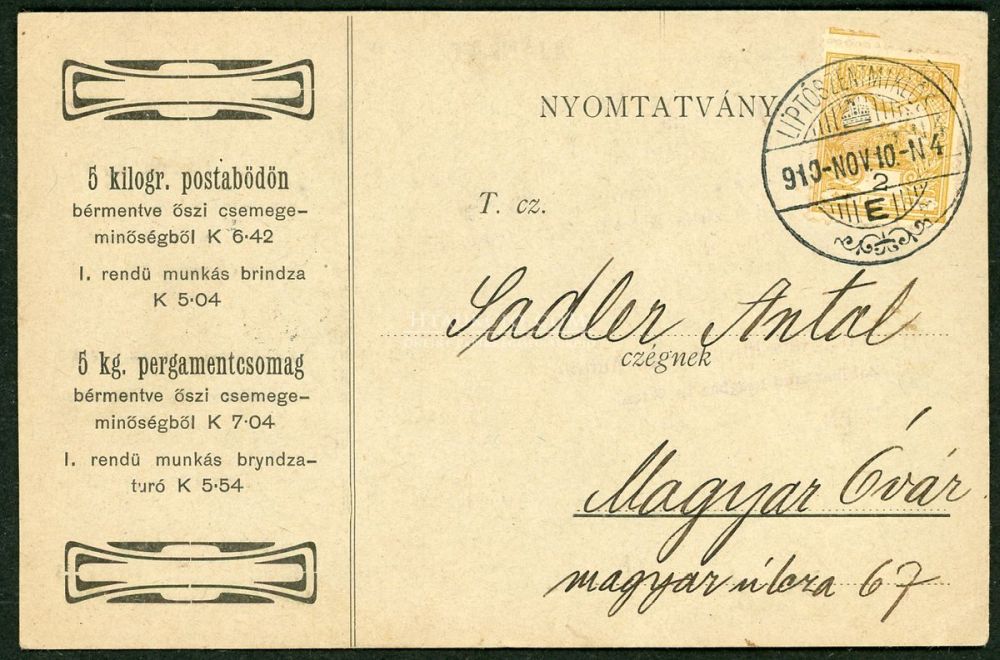 5 kilogr. postabödön
bérmentve őszi csemege-
minőségből K 6·42
I. rendü munkás brindza
K 5·04
5 kg. pergamentcsomag
bérmentve őszi csemege-
minőségből K 7·04
I. rendü munkás bryndza-
turó K 5·54
NYOMTATVÁNY
LIPTÓSZENTMIKLÓS
910-NOV.10.-N4
2
E
T. cz.
Sadler Antal
czégnek
Magyar Óvár
magyar útcza 67